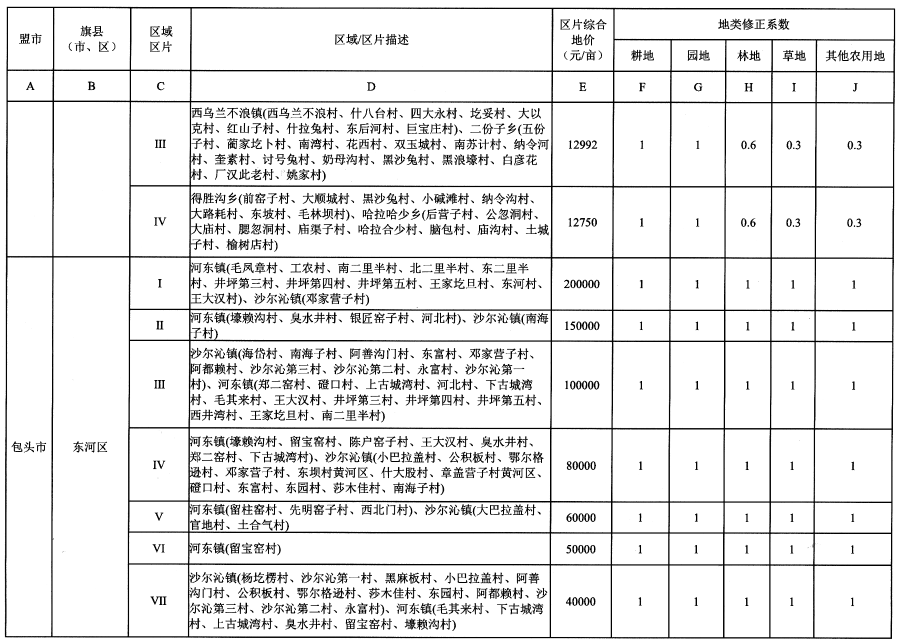 盟市 旗县（市、区） 区域区片 区域/区片描述 区片综合地价（元/亩） 地类修正系数
耕地 园地 林地 草地 其他农用地
A B C D E F G H I J
III 12992 1 1 0.6 0.3 0.3
西乌兰不浪镇(西乌兰不浪村、什八台村、四大永村、圪妥村、大以
克村、红山子村、什拉兔村、东后河村、巨宝庄村)、二份子乡(五份
子村、蔺家圪卜村、南湾村、花西村、双玉城村、南苏计村、纳令河
村、奎素村、讨号兔村、奶母沟村、黑沙兔村、黑浪壕村、白彦花
村、厂汉此老村、姚家村)
IV 12750 1 1 0.6 0.3 0.3
得胜沟乡(前窑子村、大顺城村、黑沙兔村、小碱滩村、纳令沟村、
大路耗村、东坡村、毛林坝村)、哈拉哈少乡(后营子村、公忽洞村、
大庙村、腮忽洞村、庙渠子村、哈拉合少村、脑包村、庙沟村、土城
子村、榆树店村)
包头市 东河区
I 200000 1 1 1 1 1
河东镇(毛凤章村、工农村、南二里半村、北二里半村、东二里半
村、井坪第三村、井坪第四村、井坪第五村、王家圪旦村、东河村、
王大汉村)、沙尔沁镇(邓家营子村)
II 150000 1 1 1 1 1
河东镇(壕赖沟村、臭水井村、银匠窑子村、河北村)、沙尔沁镇(南海
子村)
III 100000 1 1 1 1 1
沙尔沁镇(海岱村、南海子村、阿善沟门村、东富村、邓家营子村、
阿都赖村、沙尔沁第三村、沙尔沁第二村、永富村、沙尔沁第一
村)、河东镇(郑二窑村、磴口村、上古城湾村、河北村、下古城湾
村、毛其来村、王大汉村、井坪第三村、井坪第四村、井坪第五村、
西井湾村、王家圪旦村、南二里半村)
IV 80000 1 1 1 1 1
河东镇(壕赖沟村、留宝窑村、陈户窑子村、王大汉村、臭水井村、
郑二窑村、下古城湾村)、沙尔沁镇(小巴拉盖村、公积板村、鄂尔格
逊村、邓家营子村、东坝村黄河区、什大股村、章盖营子村黄河区、
磴口村、东富村、东园村、莎木佳村、南海子村)
V 60000 1 1 1 1 1
河东镇(留柱窑村、先明窑子村、西北门村)、沙尔沁镇(大巴拉盖村、
官地村、土合气村)
VI 河东镇(留宝窑村) 50000 1 1 1 1 1
VII 40000 1 1 1 1 1
沙尔沁镇(杨圪楞村、沙尔沁第一村、黑麻板村、小巴拉盖村、阿善
沟门村、公积板村、鄂尔格逊村、莎木佳村、东园村、阿都赖村、沙
尔沁第三村、沙尔沁第二村、永富村)、河东镇(毛其来村、下古城湾
村、上古城湾村、臭水井村、留宝窑村、壕赖沟村)